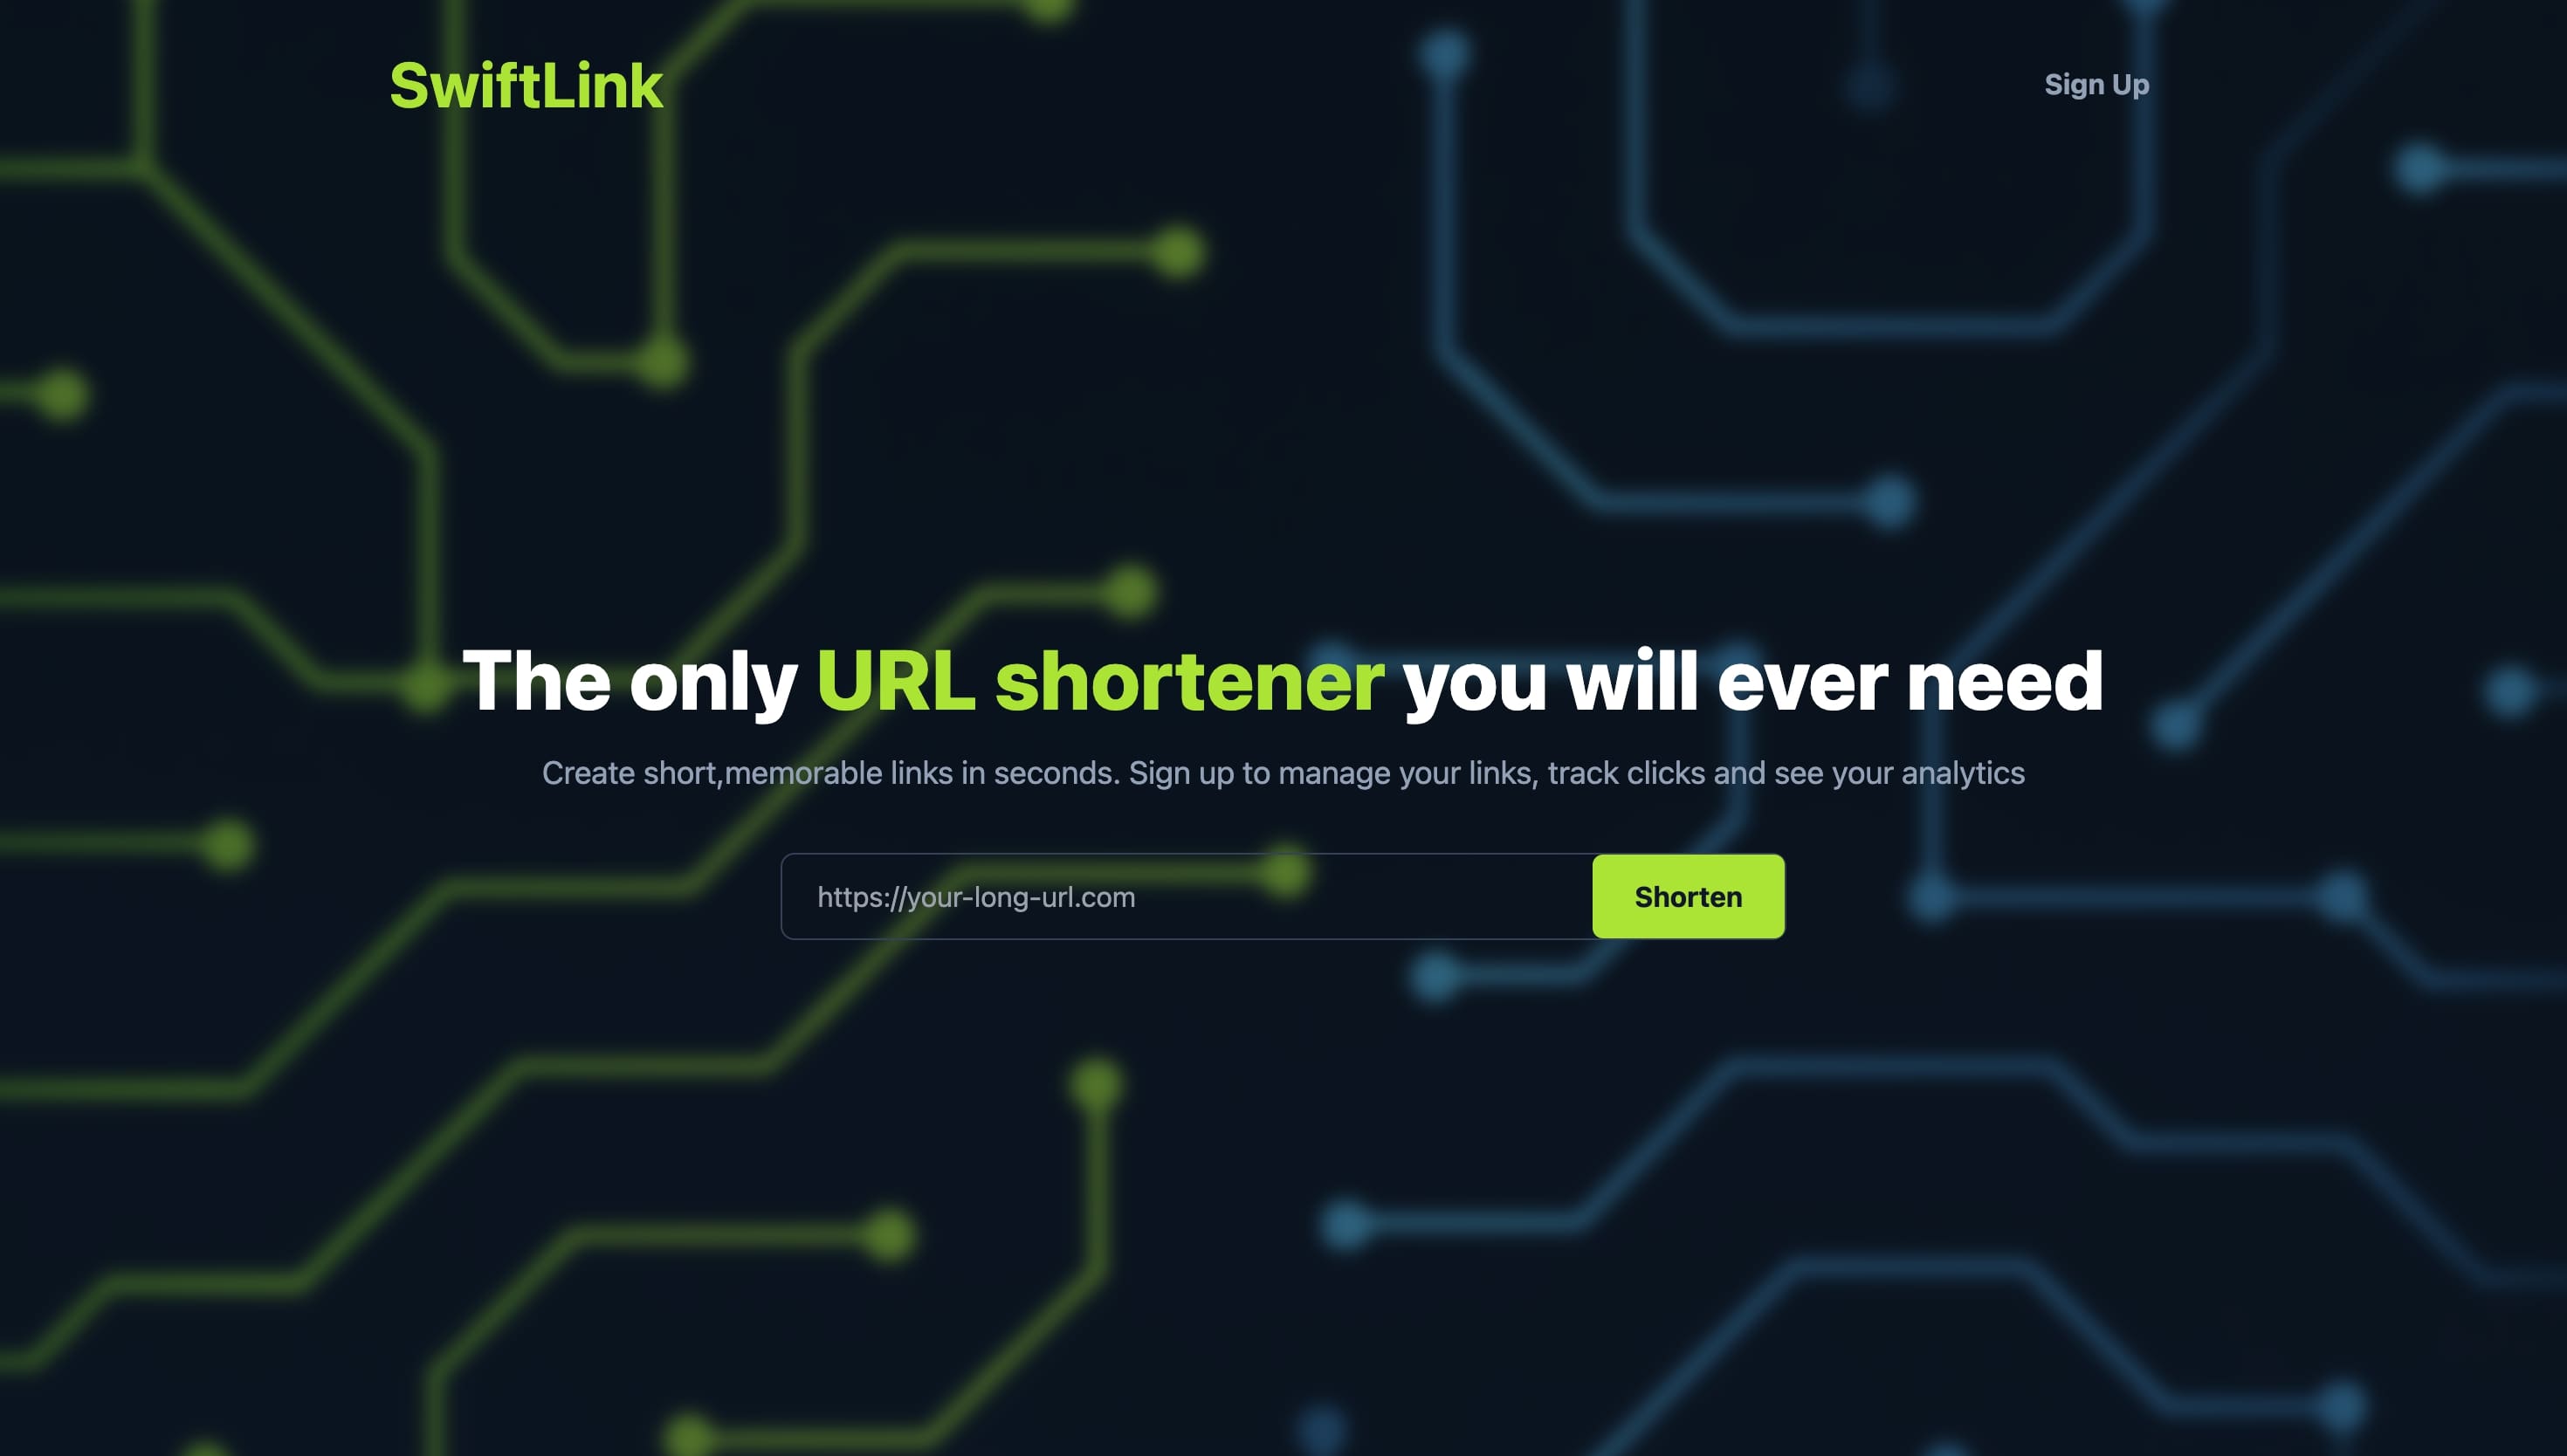 SwiftLink
Sign Up
The only URL shortener you will ever need
Create short,memorable links in seconds. Sign up to manage your links, track clicks and see your analytics
https://your-long-url.com
Shorten